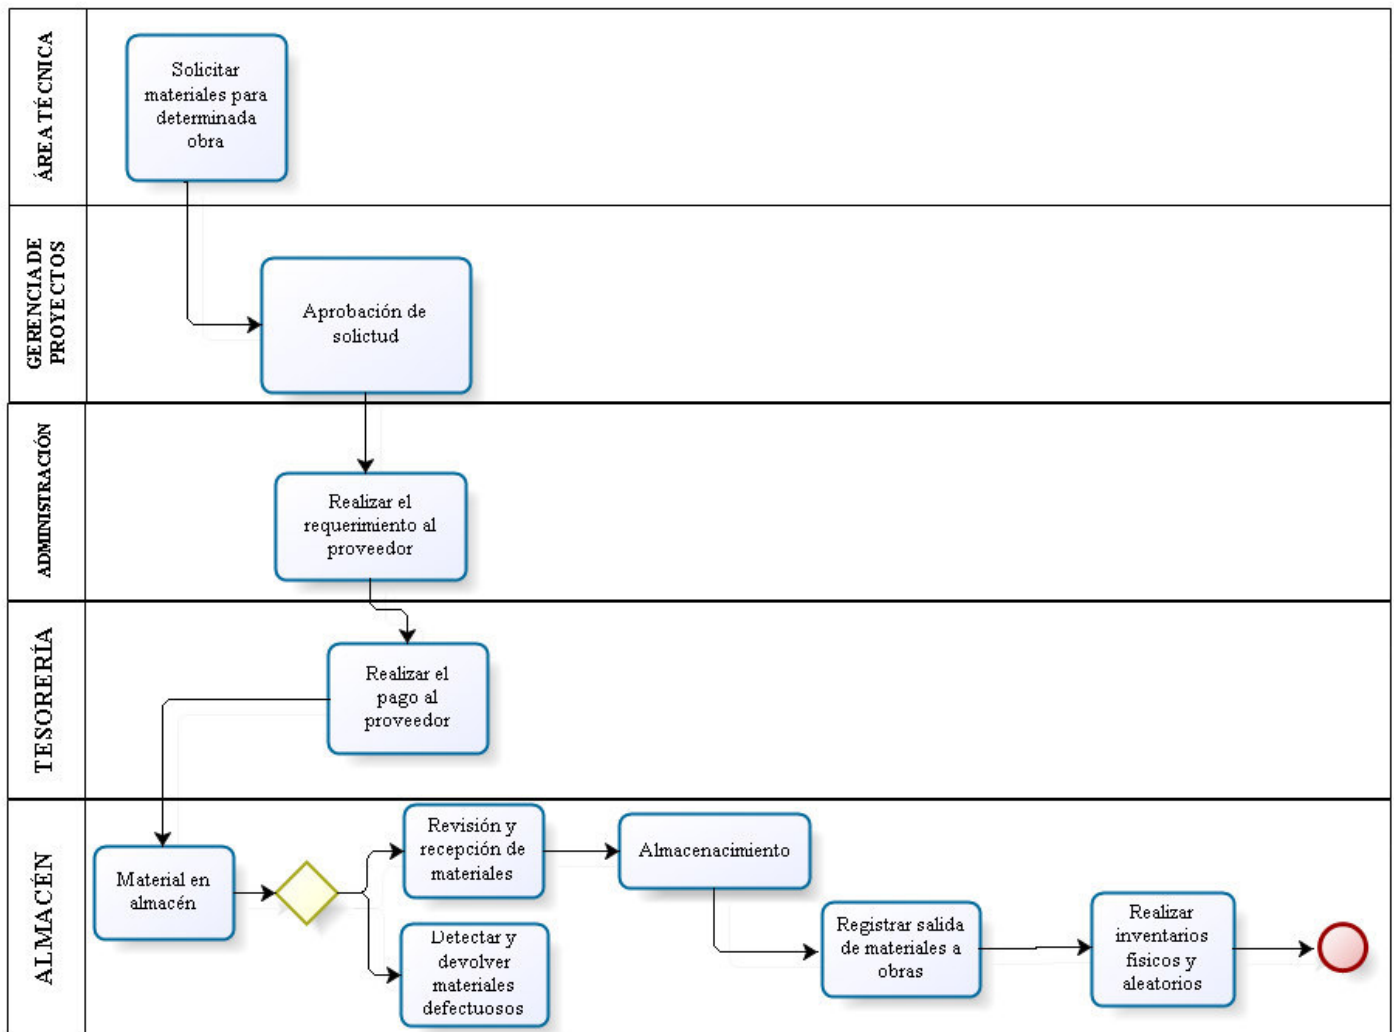 ÁREA TÉCNICA
Solicitar
materiales para
determinada
obra
GERENCIA DE
PROYECTOS
Aprobación de
solictud
ADMINISTRACIÓN
Realizar el
requerimiento al
proveedor
TESORERÍA
Realizar el
pago al
proveedor
ALMACÉN
Material en
almacén
Revisión y
recepción de
materiales
Detectar y
devolver
materiales
defectuosos
Almacenacimiento
Registrar salida
de materiales a
obras
Realizar
inventarios
físicos y
aleatorios